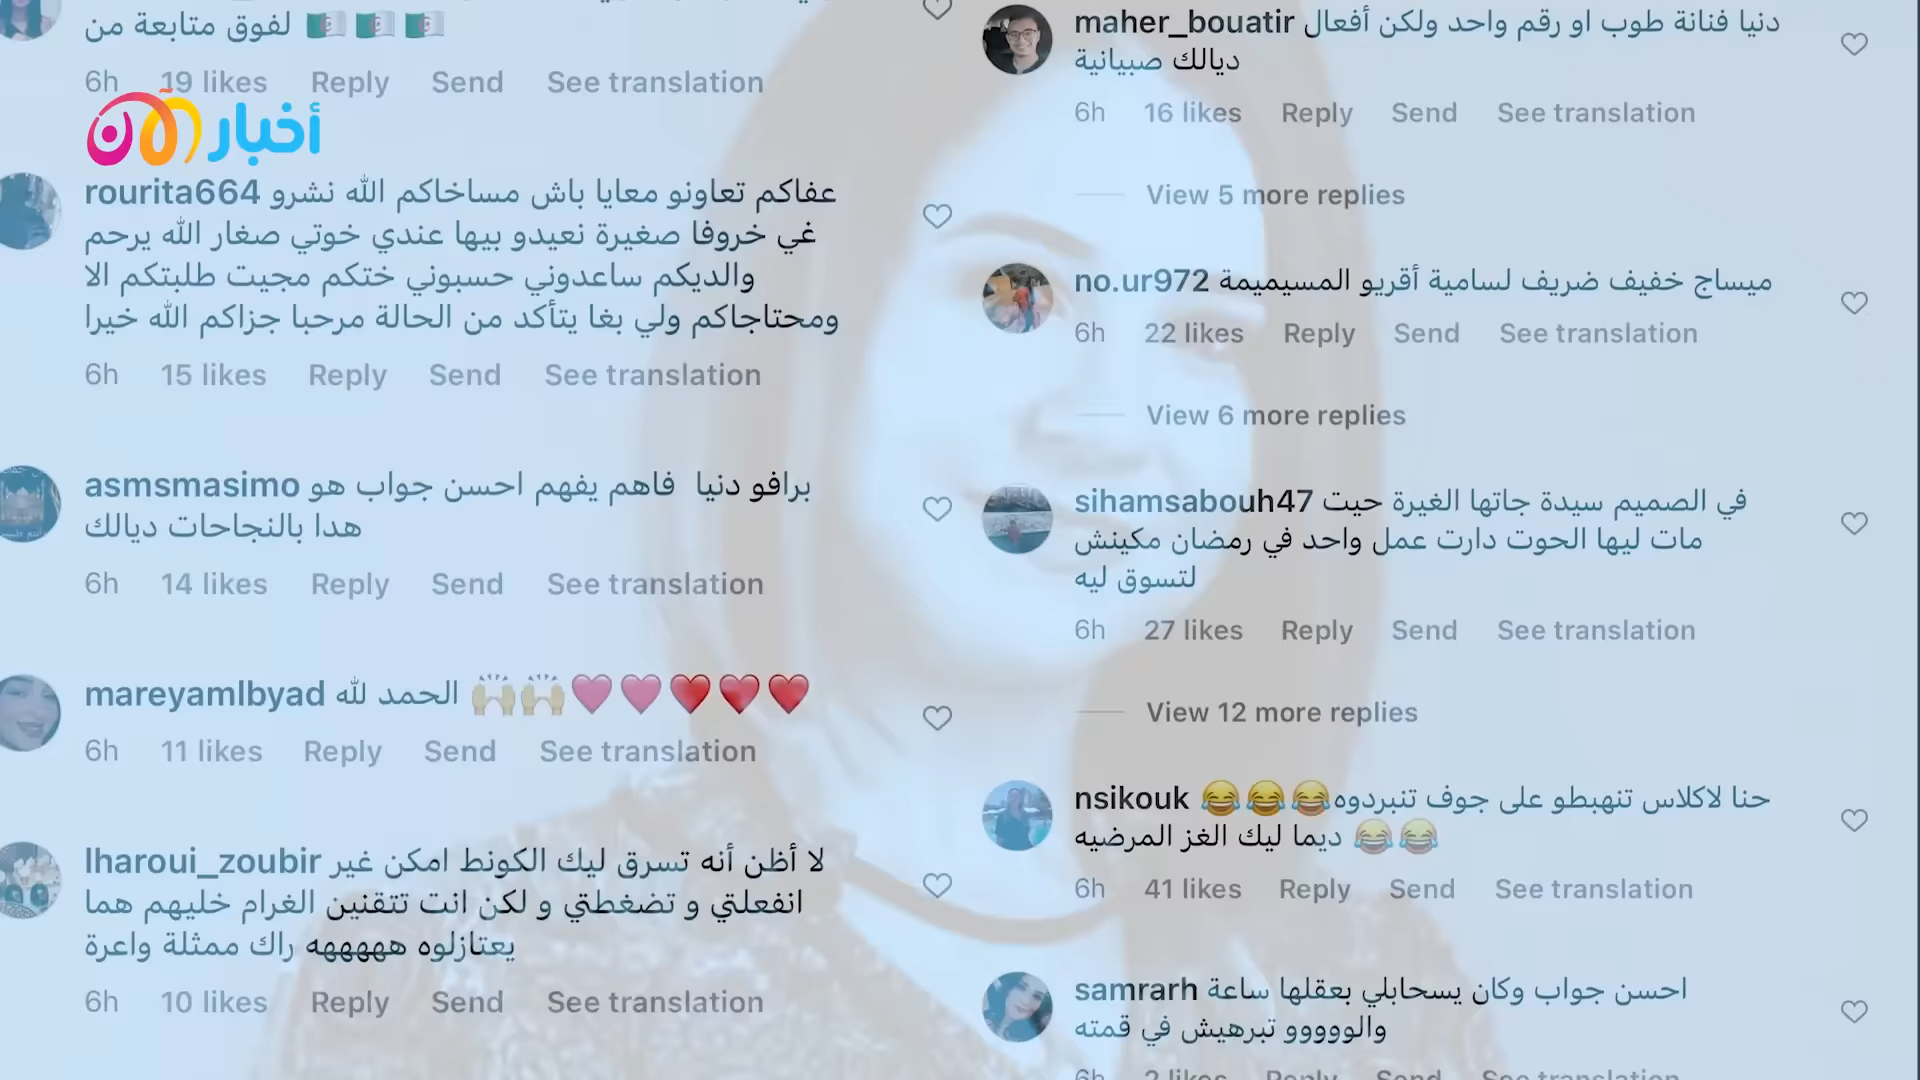 لفوق متابعة من 🇩🇿 🇩🇿 🇩🇿
6h 19 likes Reply Send See translation
أخبار الآن
rourita664 عفاكم تعاونو معايا باش مساخاكم الله نشرو
غي خروفا صغيرة نعيدو بيها عندي خوتي صغار الله يرحم
والديكم ساعدوني حسبوني ختكم مجيت طلبتكم الا
ومحتاجاكم ولي بغا يتأكد من الحالة مرحبا جزاكم الله خيرا
6h 15 likes Reply Send See translation
asmsmasimo برافو دنيا فاهم يفهم احسن جواب هو
هدا بالنجاحات ديالك
6h 14 likes Reply Send See translation
mareyamlbyad الحمد لله 🙌🙌💗💗❤️❤️❤️
6h 11 likes Reply Send See translation
lharoui_zoubir لا أظن أنه تسرق ليك الكونط امكن غير
انفعلتي و تضغطتي و لكن انت تتقنين الغرام خليهم هما
يعتازلوه هههههه راك ممثلة واعرة
6h 10 likes Reply Send See translation
maher_bouatir دنيا فنانة طوب او رقم واحد ولكن أفعال
ديالك صبيانية
6h 16 likes Reply Send See translation
View 5 more replies
no.ur972 ميساج خفيف ضريف لسامية أقريو المسيميمة
6h 22 likes Reply Send See translation
View 6 more replies
sihamsabouh47 في الصميم سيدة جاتها الغيرة حيت
مات ليها الحوت دارت عمل واحد في رمضان مكينش
لتسوق ليه
6h 27 likes Reply Send See translation
View 12 more replies
nsikouk 😂😂😂حنا لاكلاس تنهبطو على جوف تنبردوه
ديما ليك الغز المرضيه 😂😂
6h 41 likes Reply Send See translation
samrarh احسن جواب وكان يسحابلي بعقلها ساعة
والووووو تبرهيش في قمته
6h 2 likes Reply Send See translation